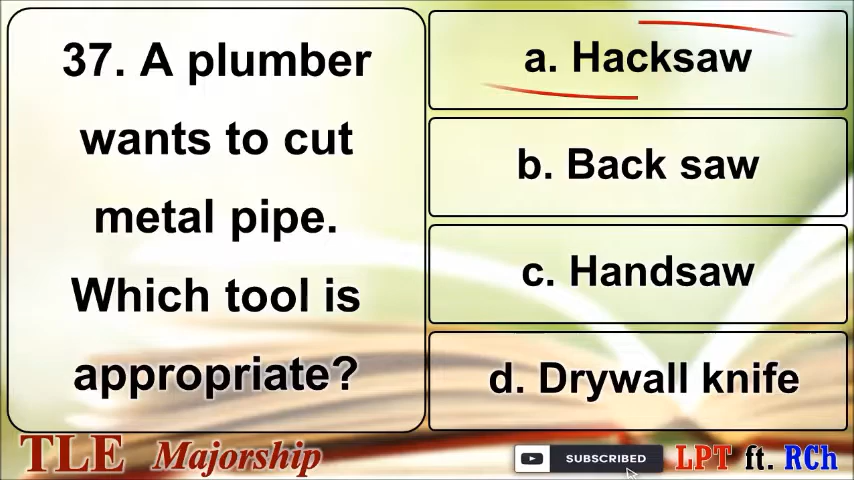 37. A plumber
wants to cut
metal pipe.
Which tool is
appropriate?
a. Hacksaw
b. Back saw
c. Handsaw
d. Drywall knife
TLE Majorship
SUBSCRIBED
LPT ft. RCh